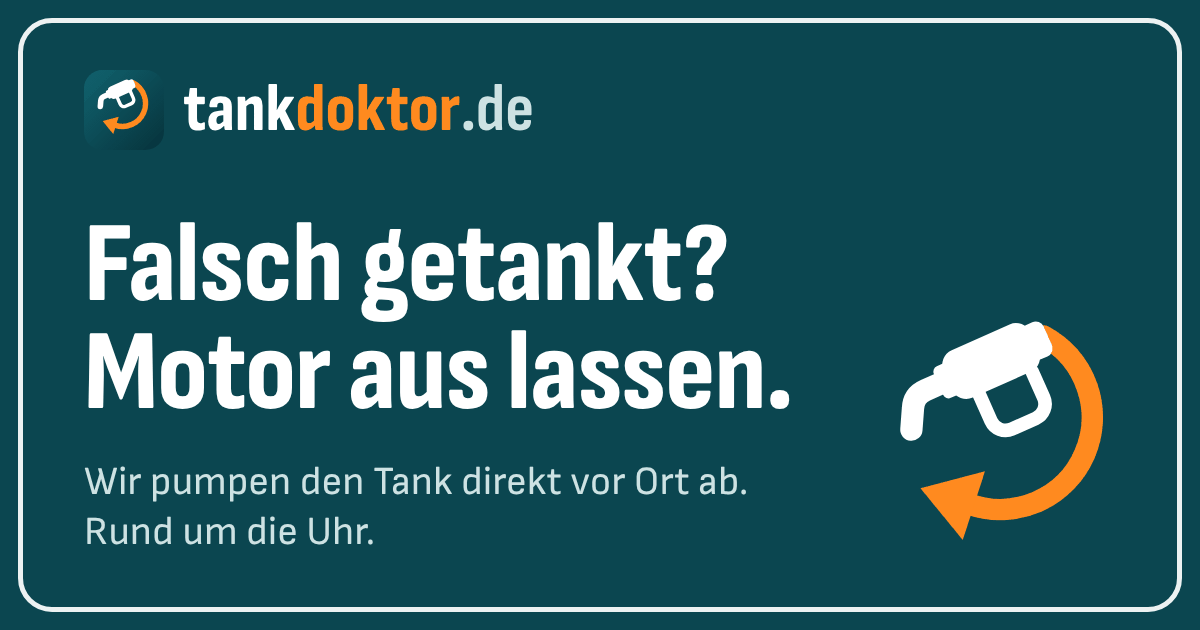 tankdoktor.de
Falsch getankt?
Motor aus lassen.
Wir pumpen den Tank direkt vor Ort ab.
Rund um die Uhr.